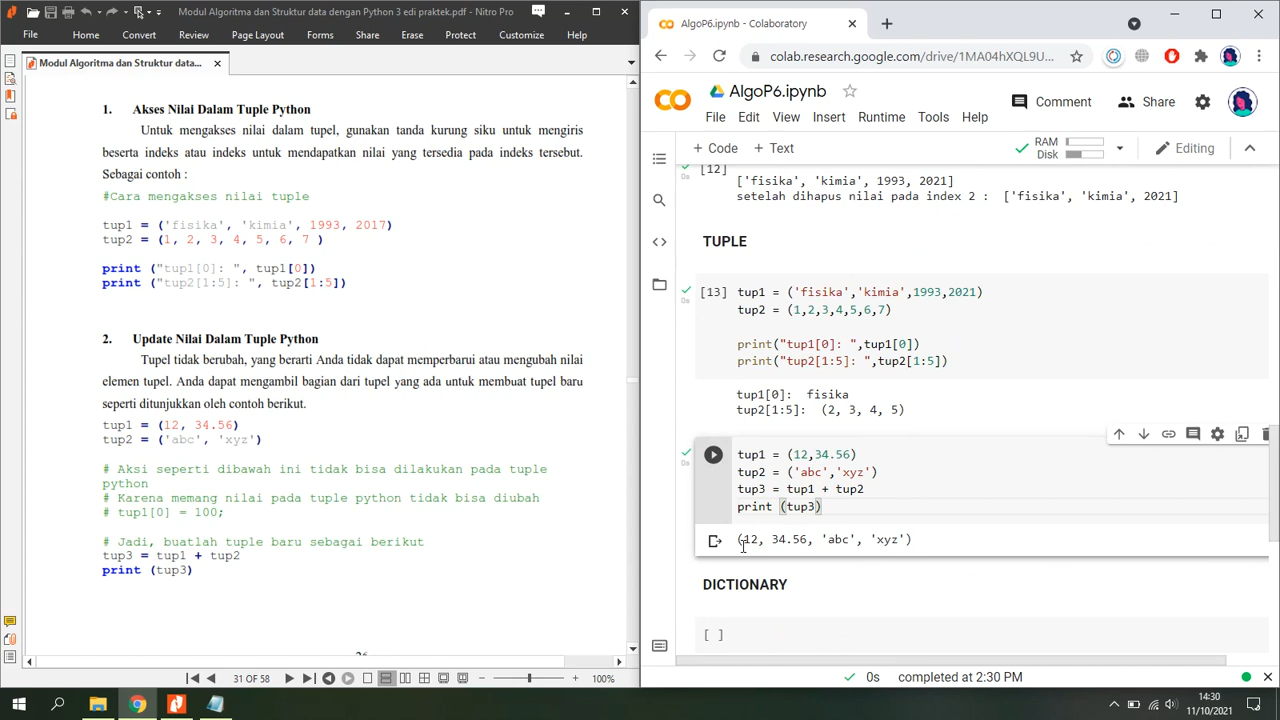 Modul Algoritma dan Struktur data dengan Python 3 edi praktek.pdf - Nitro Pro
File
Home
Convert
Review
Page Layout
Forms
Share
Erase
Protect
Customize
Help
Modul Algoritma dan Struktur data...
1. Akses Nilai Dalam Tuple Python
Untuk mengakses nilai dalam tupel, gunakan tanda kurung siku untuk mengiris
beserta indeks atau indeks untuk mendapatkan nilai yang tersedia pada indeks tersebut.
Sebagai contoh :
#Cara mengakses nilai tuple
tup1 = ('fisika', 'kimia', 1993, 2017)
tup2 = (1, 2, 3, 4, 5, 6, 7 )
print ("tup1[0]: ", tup1[0])
print ("tup2[1:5]: ", tup2[1:5])
2. Update Nilai Dalam Tuple Python
Tupel tidak berubah, yang berarti Anda tidak dapat memperbarui atau mengubah nilai
elemen tupel. Anda dapat mengambil bagian dari tupel yang ada untuk membuat tupel baru
seperti ditunjukkan oleh contoh berikut.
tup1 = (12, 34.56)
tup2 = ('abc', 'xyz')
# Aksi seperti dibawah ini tidak bisa dilakukan pada tuple
python
# Karena memang nilai pada tuple python tidak bisa diubah
# tup1[0] = 100;
# Jadi, buatlah tuple baru sebagai berikut
tup3 = tup1 + tup2
print (tup3)
31 OF 58
100%
AlgoP6.ipynb - Colaboratory
colab.research.google.com/drive/1MA04hXQL9U...
AlgoP6.ipynb
Comment
Share
File Edit View Insert Runtime Tools Help
+ Code + Text
RAM
Disk
Editing
[12]
['fisika', 'kimia', 1993, 2021]
setelah dihapus nilai pada index 2 : ['fisika', 'kimia', 2021]
TUPLE
[13] tup1 = ('fisika','kimia',1993,2021)
0s
tup2 = (1,2,3,4,5,6,7)
print("tup1[0]: ",tup1[0])
print("tup2[1:5]: ",tup2[1:5])
tup1[0]: fisika
tup2[1:5]: (2, 3, 4, 5)
tup1 = (12,34.56)
0s
tup2 = ('abc','xyz')
tup3 = tup1 + tup2
print (tup3)
(12, 34.56, 'abc', 'xyz')
DICTIONARY
[ ]
0s completed at 2:30 PM
14:30
11/10/2021